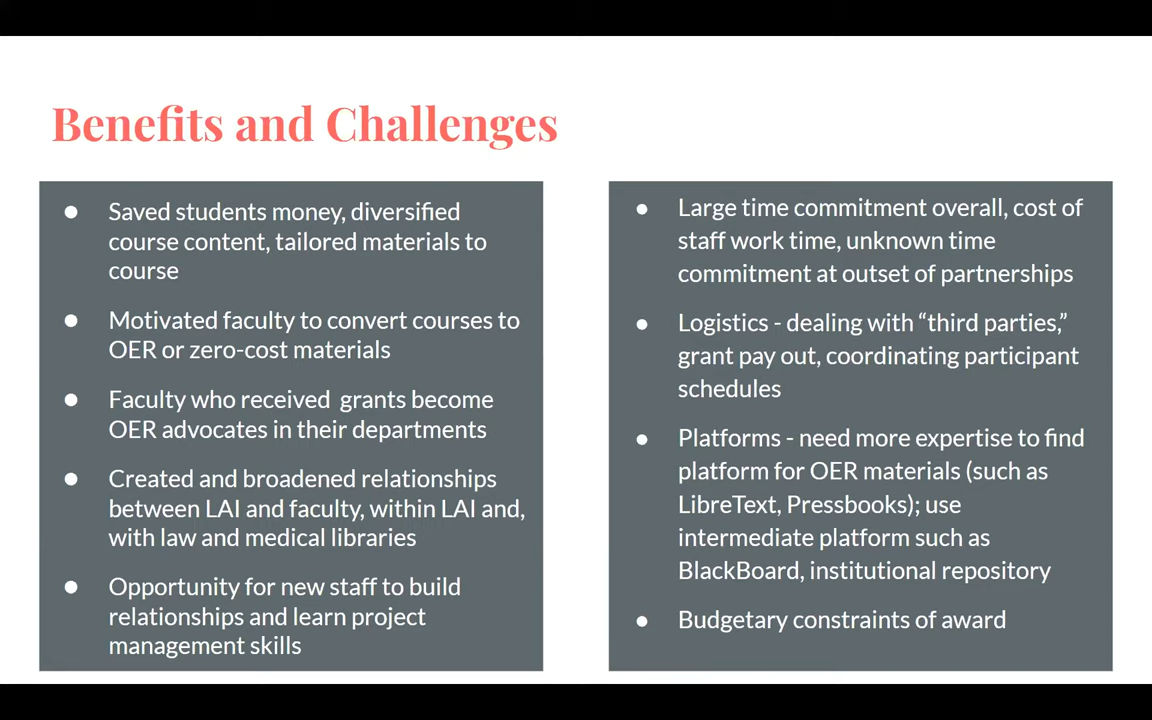 Benefits and Challenges
● Saved students money, diversified
course content, tailored materials to
course
● Motivated faculty to convert courses to
OER or zero-cost materials
● Faculty who received  grants become
OER advocates in their departments
● Created and broadened relationships
between LAI and faculty, within LAI and,
with law and medical libraries
● Opportunity for new staff to build
relationships and learn project
management skills
● Large time commitment overall, cost of
staff work time, unknown time
commitment at outset of partnerships
● Logistics - dealing with “third parties,”
grant pay out, coordinating participant
schedules
● Platforms - need more expertise to find
platform for OER materials (such as
LibreText, Pressbooks); use
intermediate platform such as
BlackBoard, institutional repository
● Budgetary constraints of award